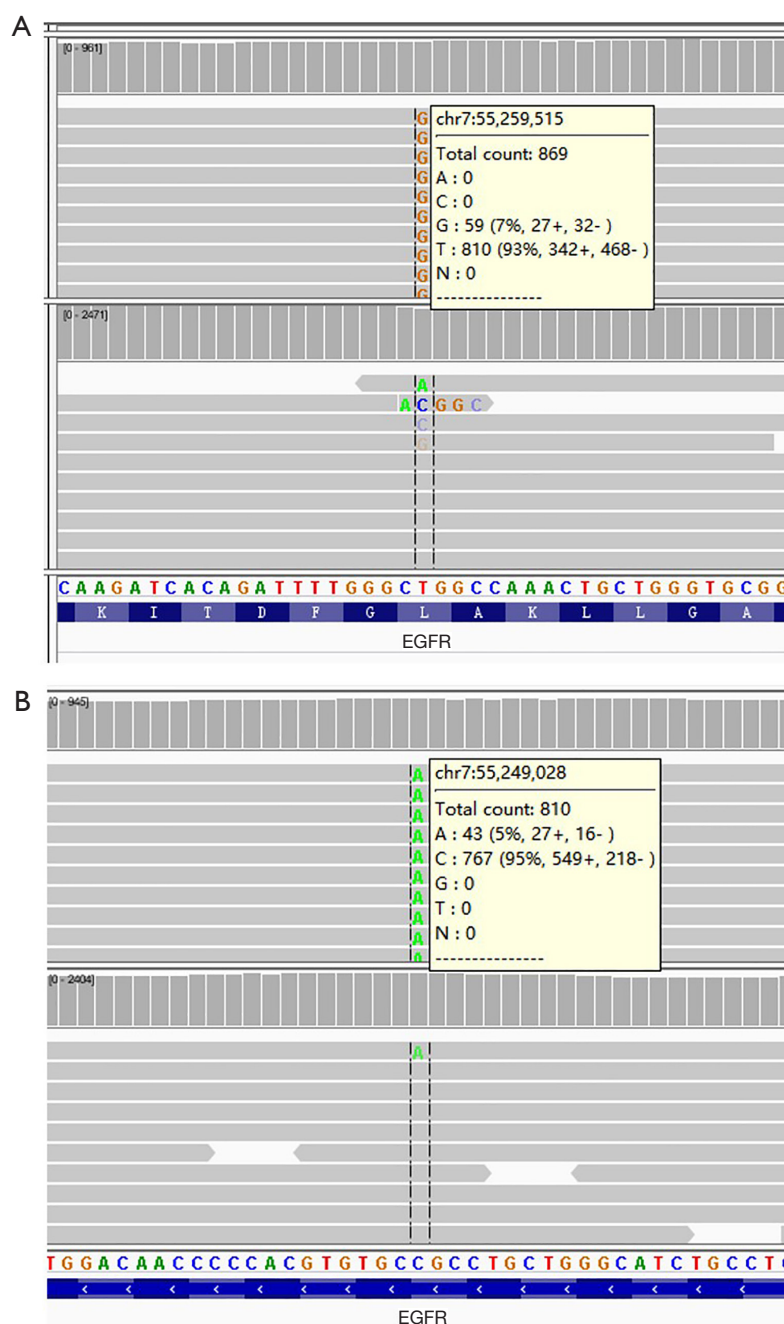 A
[0 - 961]
G
G
G
G
G
G
G
G
G
G
chr7:55,259,515
Total count: 869
A : 0
C : 0
G : 59 (7%, 27+, 32- )
T : 810 (93%, 342+, 468- )
N : 0
---------------
[0 - 2471]
A
A C G G C
C
G
C A A G A T C A C A G A T T T T G G G C T G G C C A A A C T G C T G G G T G C G G
K I T D F G L A K L L G A
EGFR
B
[0 - 945]
A
A
A
A
A
A
A
A
A
A
chr7:55,249,028
Total count: 810
A : 43 (5%, 27+, 16- )
C : 767 (95%, 549+, 218- )
G : 0
T : 0
N : 0
---------------
[0 - 2404]
A
T G G A C A A C C C C C A C G T G T G C C G C C T G C T G G G C A T C T G C C T C
EGFR